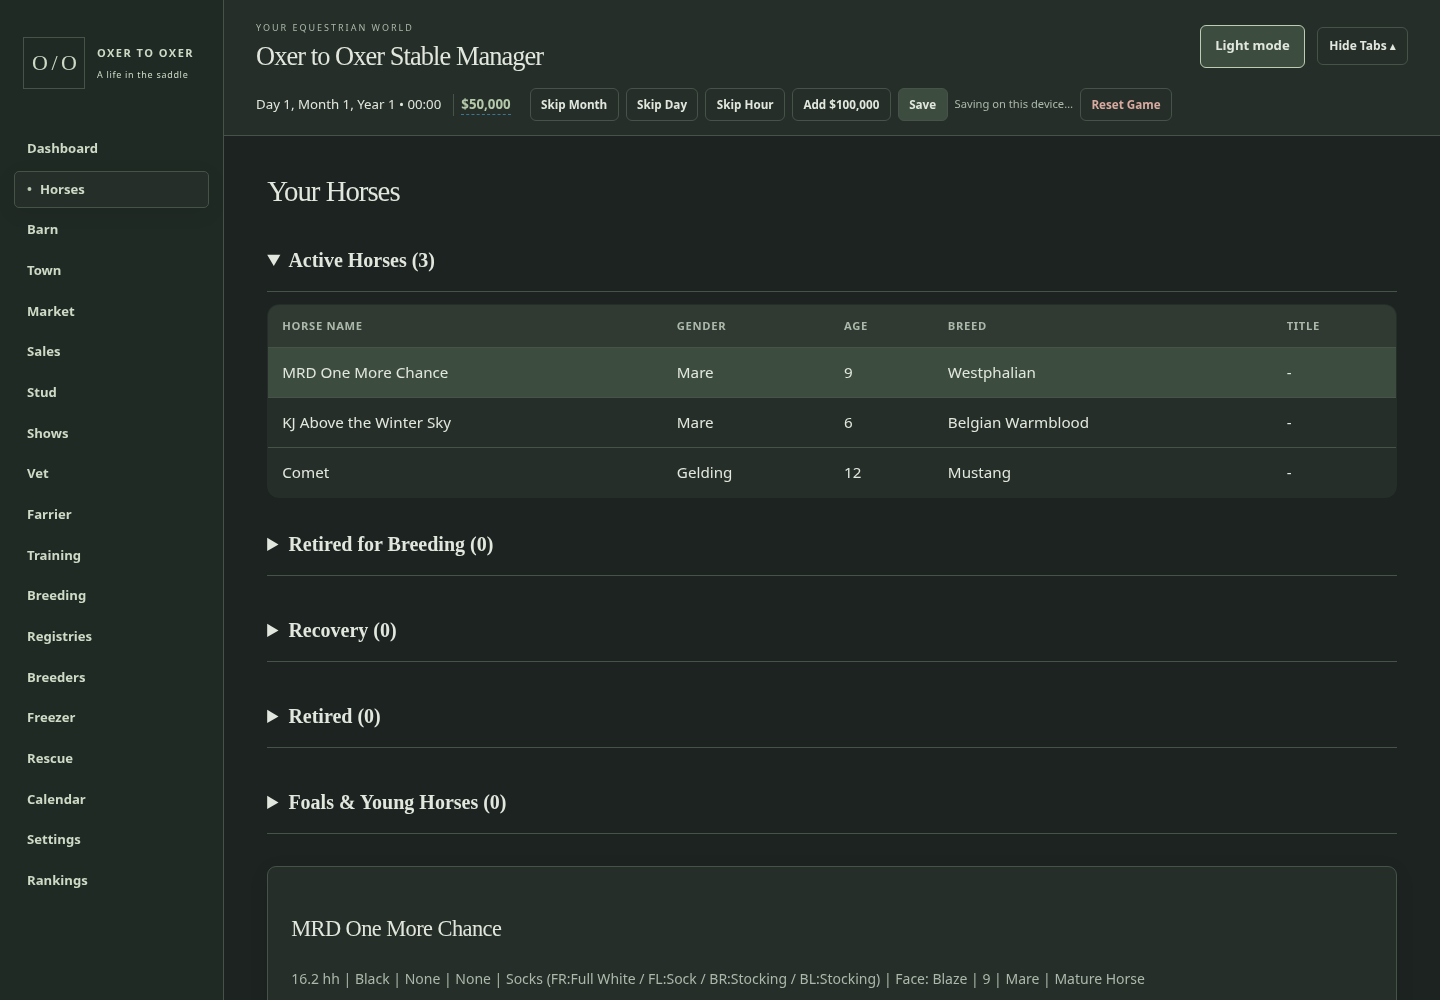 O/O
OXER TO OXER
A life in the saddle
Dashboard
• Horses
Barn
Town
Market
Sales
Stud
Shows
Vet
Farrier
Training
Breeding
Registries
Breeders
Freezer
Rescue
Calendar
Settings
Rankings
YOUR EQUESTRIAN WORLD
Oxer to Oxer Stable Manager
Light mode
Hide Tabs ▴
Day 1, Month 1, Year 1 • 00:00 $50,000 Skip Month Skip Day Skip Hour Add $100,000 Save Saving on this device... Reset Game
Your Horses
▼ Active Horses (3)
HORSE NAME GENDER AGE BREED TITLE
MRD One More Chance Mare 9 Westphalian -
KJ Above the Winter Sky Mare 6 Belgian Warmblood -
Comet Gelding 12 Mustang -
▶ Retired for Breeding (0)
▶ Recovery (0)
▶ Retired (0)
▶ Foals & Young Horses (0)
MRD One More Chance
16.2 hh | Black | None | None | Socks (FR:Full White / FL:Sock / BR:Stocking / BL:Stocking) | Face: Blaze | 9 | Mare | Mature Horse